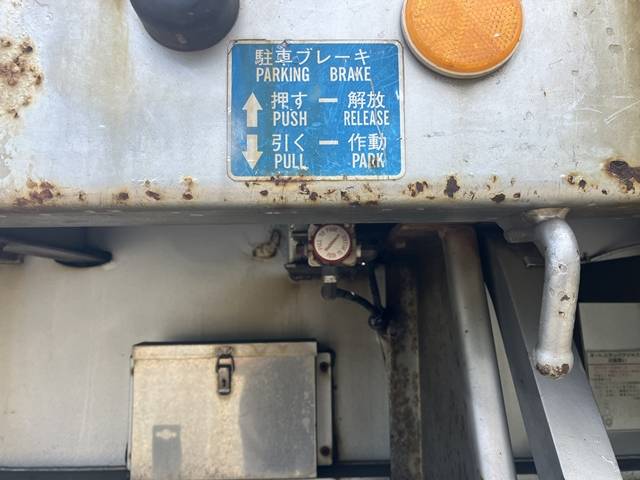 駐車ブレーキ
PARKING BRAKE
押す ー 解放
PUSH RELEASE
引く ー 作動
PULL PARK